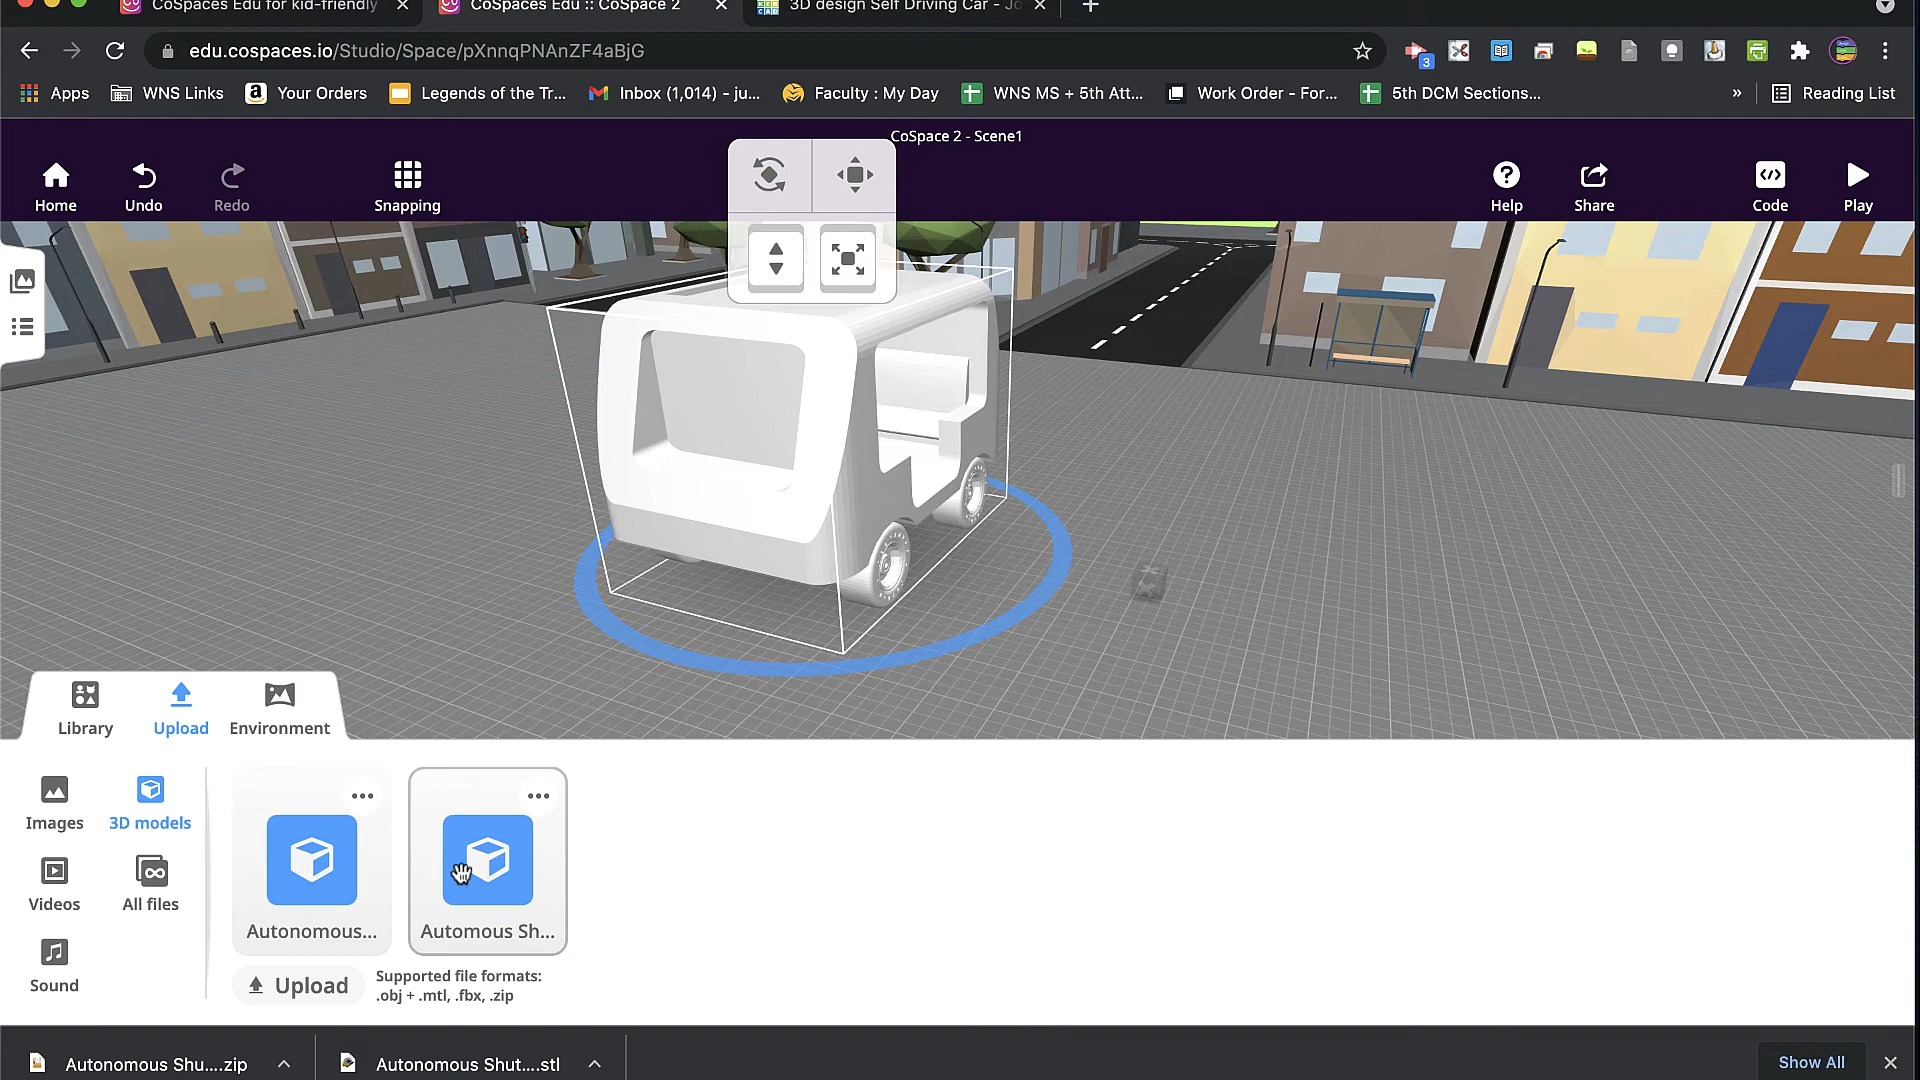 CoSpaces Edu for kid-friendly
CoSpaces Edu :: CoSpace 2
3D design Self Driving Car - Jo
edu.cospaces.io/Studio/Space/pXnnqPNAnZF4aBjG
3
Apps
WNS Links
Your Orders
Legends of the Tr...
Inbox (1,014) - ju...
Faculty : My Day
WNS MS + 5th Att...
Work Order - For...
5th DCM Sections...
»
Reading List
CoSpace 2 - Scene1
Home
Undo
Redo
Snapping
Help
Share
Code
Play
Library
Upload
Environment
Images
3D models
Videos
All files
Sound
Autonomous...
Automous Sh...
Upload
Supported file formats:
.obj + .mtl, .fbx, .zip
Autonomous Shu....zip
Autonomous Shut....stl
Show All